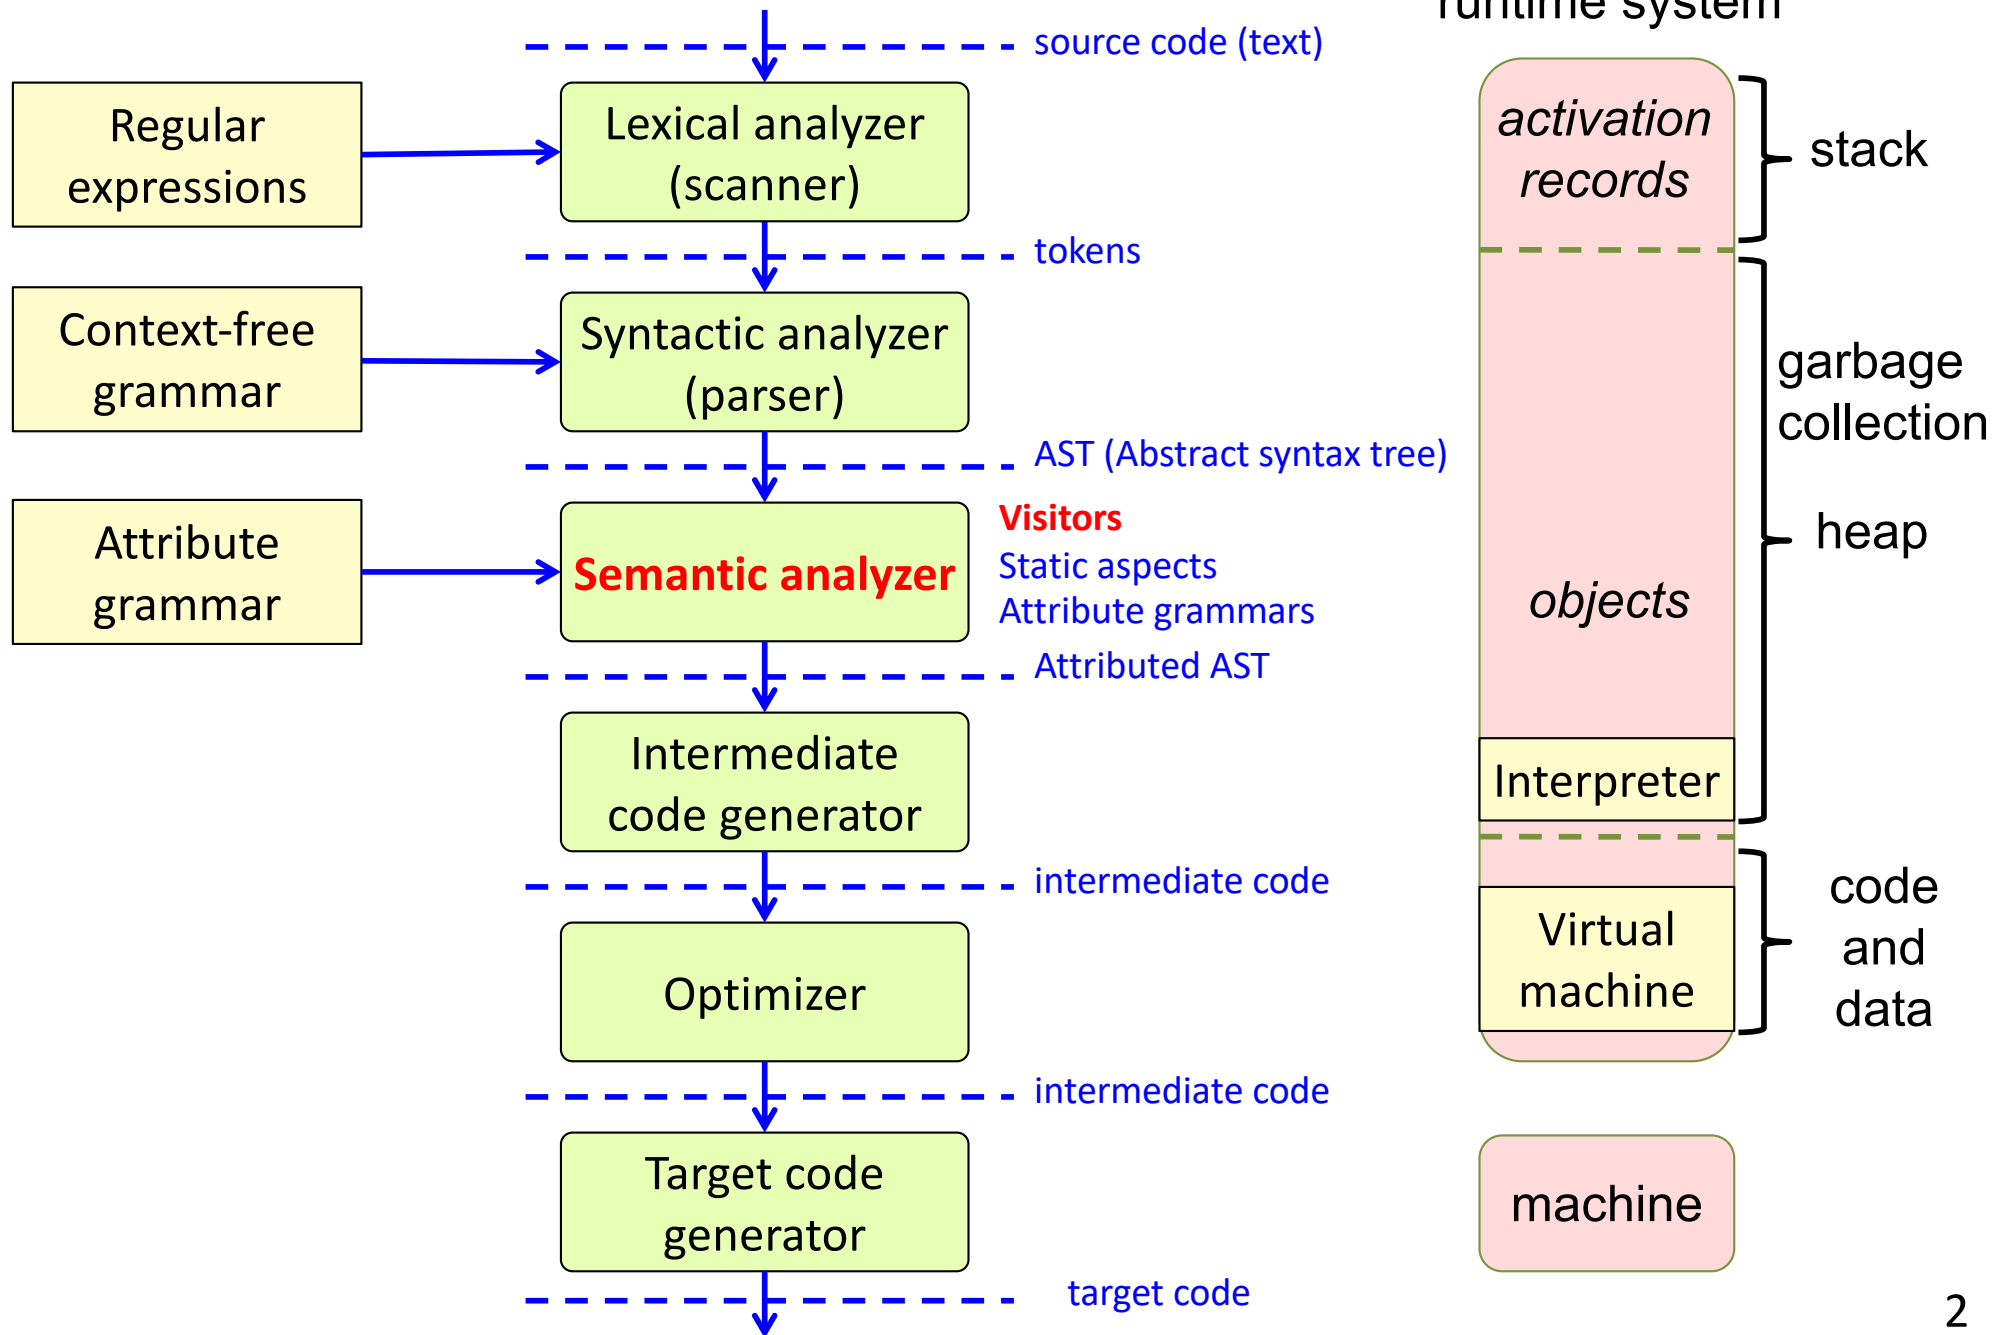 runtime system
source code (text)
Regular
expressions
Lexical analyzer
(scanner)
tokens
Context-free
grammar
Syntactic analyzer
(parser)
AST (Abstract syntax tree)
Attribute
grammar
Semantic analyzer
Visitors
Static aspects
Attribute grammars
Attributed AST
Intermediate
code generator
intermediate code
Optimizer
intermediate code
Target code
generator
target code
activation
records
stack
garbage
collection
heap
objects
Interpreter
Virtual
machine
code
and
data
machine
2